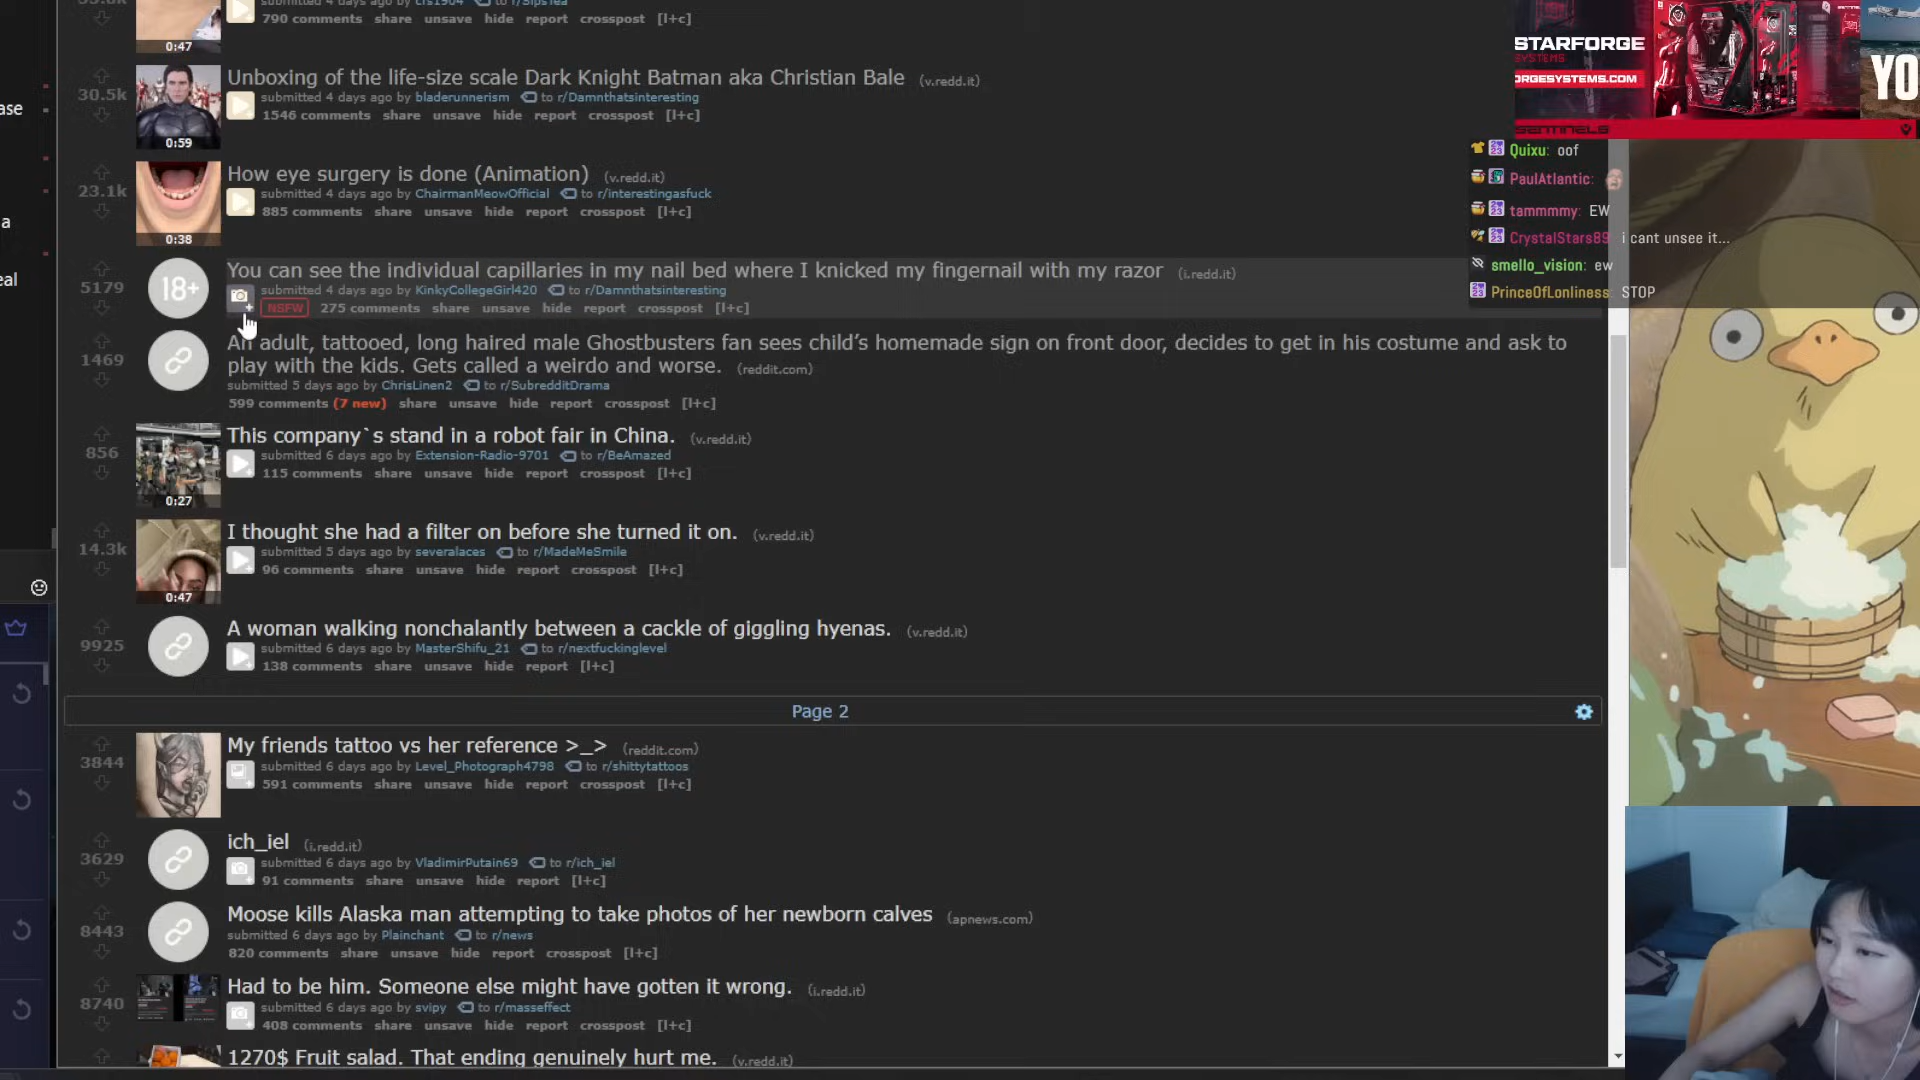 submitted 4 days ago by crs1904 to r/SipsTea
790 comments share unsave hide report crosspost [l+c]
0:47
Unboxing of the life-size scale Dark Knight Batman aka Christian Bale (v.redd.it)
30.5k
submitted 4 days ago by bladerunnerism to r/Damnthatsinteresting
1546 comments share unsave hide report crosspost [l+c]
0:59
How eye surgery is done (Animation) (v.redd.it)
23.1k
submitted 4 days ago by ChairmanMeowOfficial to r/interestingasfuck
885 comments share unsave hide report crosspost [l+c]
0:38
You can see the individual capillaries in my nail bed where I knicked my fingernail with my razor (i.redd.it)
5179
18+
submitted 4 days ago by KinkyCollegeGirl420 to r/Damnthatsinteresting
NSFW 275 comments share unsave hide report crosspost [l+c]
An adult, tattooed, long haired male Ghostbusters fan sees child's homemade sign on front door, decides to get in his costume and ask to
1469
play with the kids. Gets called a weirdo and worse. (reddit.com)
submitted 5 days ago by ChrisLinen2 to r/SubredditDrama
599 comments (7 new) share unsave hide report crosspost [l+c]
This company`s stand in a robot fair in China. (v.redd.it)
856
submitted 6 days ago by Extension-Radio-9701 to r/BeAmazed
115 comments share unsave hide report crosspost [l+c]
0:27
I thought she had a filter on before she turned it on. (v.redd.it)
14.3k
submitted 5 days ago by severalaces to r/MadeMeSmile
96 comments share unsave hide report crosspost [l+c]
0:47
A woman walking nonchalantly between a cackle of giggling hyenas. (v.redd.it)
9925
submitted 6 days ago by MasterShifu_21 to r/nextfuckinglevel
138 comments share unsave hide report [l+c]
Page 2
My friends tattoo vs her reference >_> (reddit.com)
3844
submitted 6 days ago by Level_Photograph4798 to r/shittytattoos
591 comments share unsave hide report crosspost [l+c]
ich_iel (i.redd.it)
3629
submitted 6 days ago by VladimirPutain69 to r/ich_iel
91 comments share unsave hide report [l+c]
Moose kills Alaska man attempting to take photos of her newborn calves (apnews.com)
8443
submitted 6 days ago by Plainchant to r/news
820 comments share unsave hide report crosspost [l+c]
Had to be him. Someone else might have gotten it wrong. (i.redd.it)
8740
submitted 6 days ago by svipy to r/masseffect
408 comments share unsave hide report crosspost [l+c]
1270$ Fruit salad. That ending genuinely hurt me. (v.redd.it)
ase
a
eal
STARFORGE
SYSTEMS
ORGESYSTEMS.COM
SENTINELS
YO
Quixu: oof
PaulAtlantic:
tammmmy: EW
CrystalStars89 i cant unsee it...
smello_vision: ew
PrinceOfLonliness: STOP